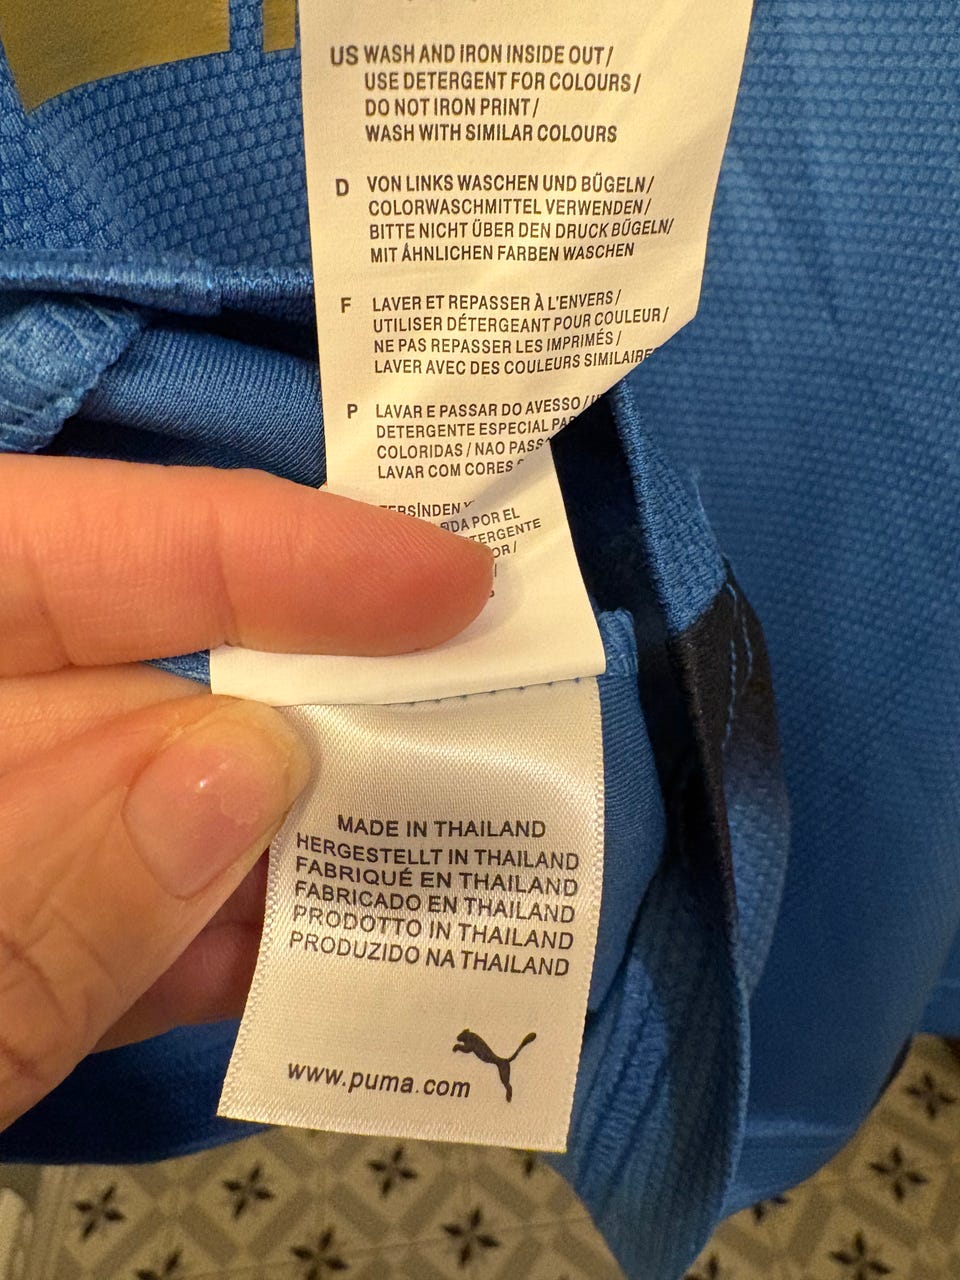 US WASH AND IRON INSIDE OUT/
USE DETERGENT FOR COLOURS/
DO NOT IRON PRINT/
WASH WITH SIMILAR COLOURS
D VON LINKS WASCHEN UND BÜGELN/
COLORWASCHMITTEL VERWENDEN/
BITTE NICHT ÜBER DEN DRUCK BÜGELN/
MIT ÅHNLICHEN FARBEN WASCHEN
F LAVER ET REPASSER À L'ENVERS/
UTILISER DÉTERGEANT POUR COULEUR/
NE PAS REPASSER LES IMPRIMÉS/
LAVER AVEC DES COULEURS SIMILAIRE
P LAVAR E PASSAR DO AVESSO/
DETERGENTE ESPECIAL
COLORIDAS / NAO
LAVAR COM CORES
POR EL
MADE IN THAILAND
HERGESTELLT IN THAILAND
FABRIQUÉ EN THAILAND
FABRICADO EN THAILAND
PRODOTTO IN THAILAND
PRODUZIDO NA THAILAND
www.puma.com